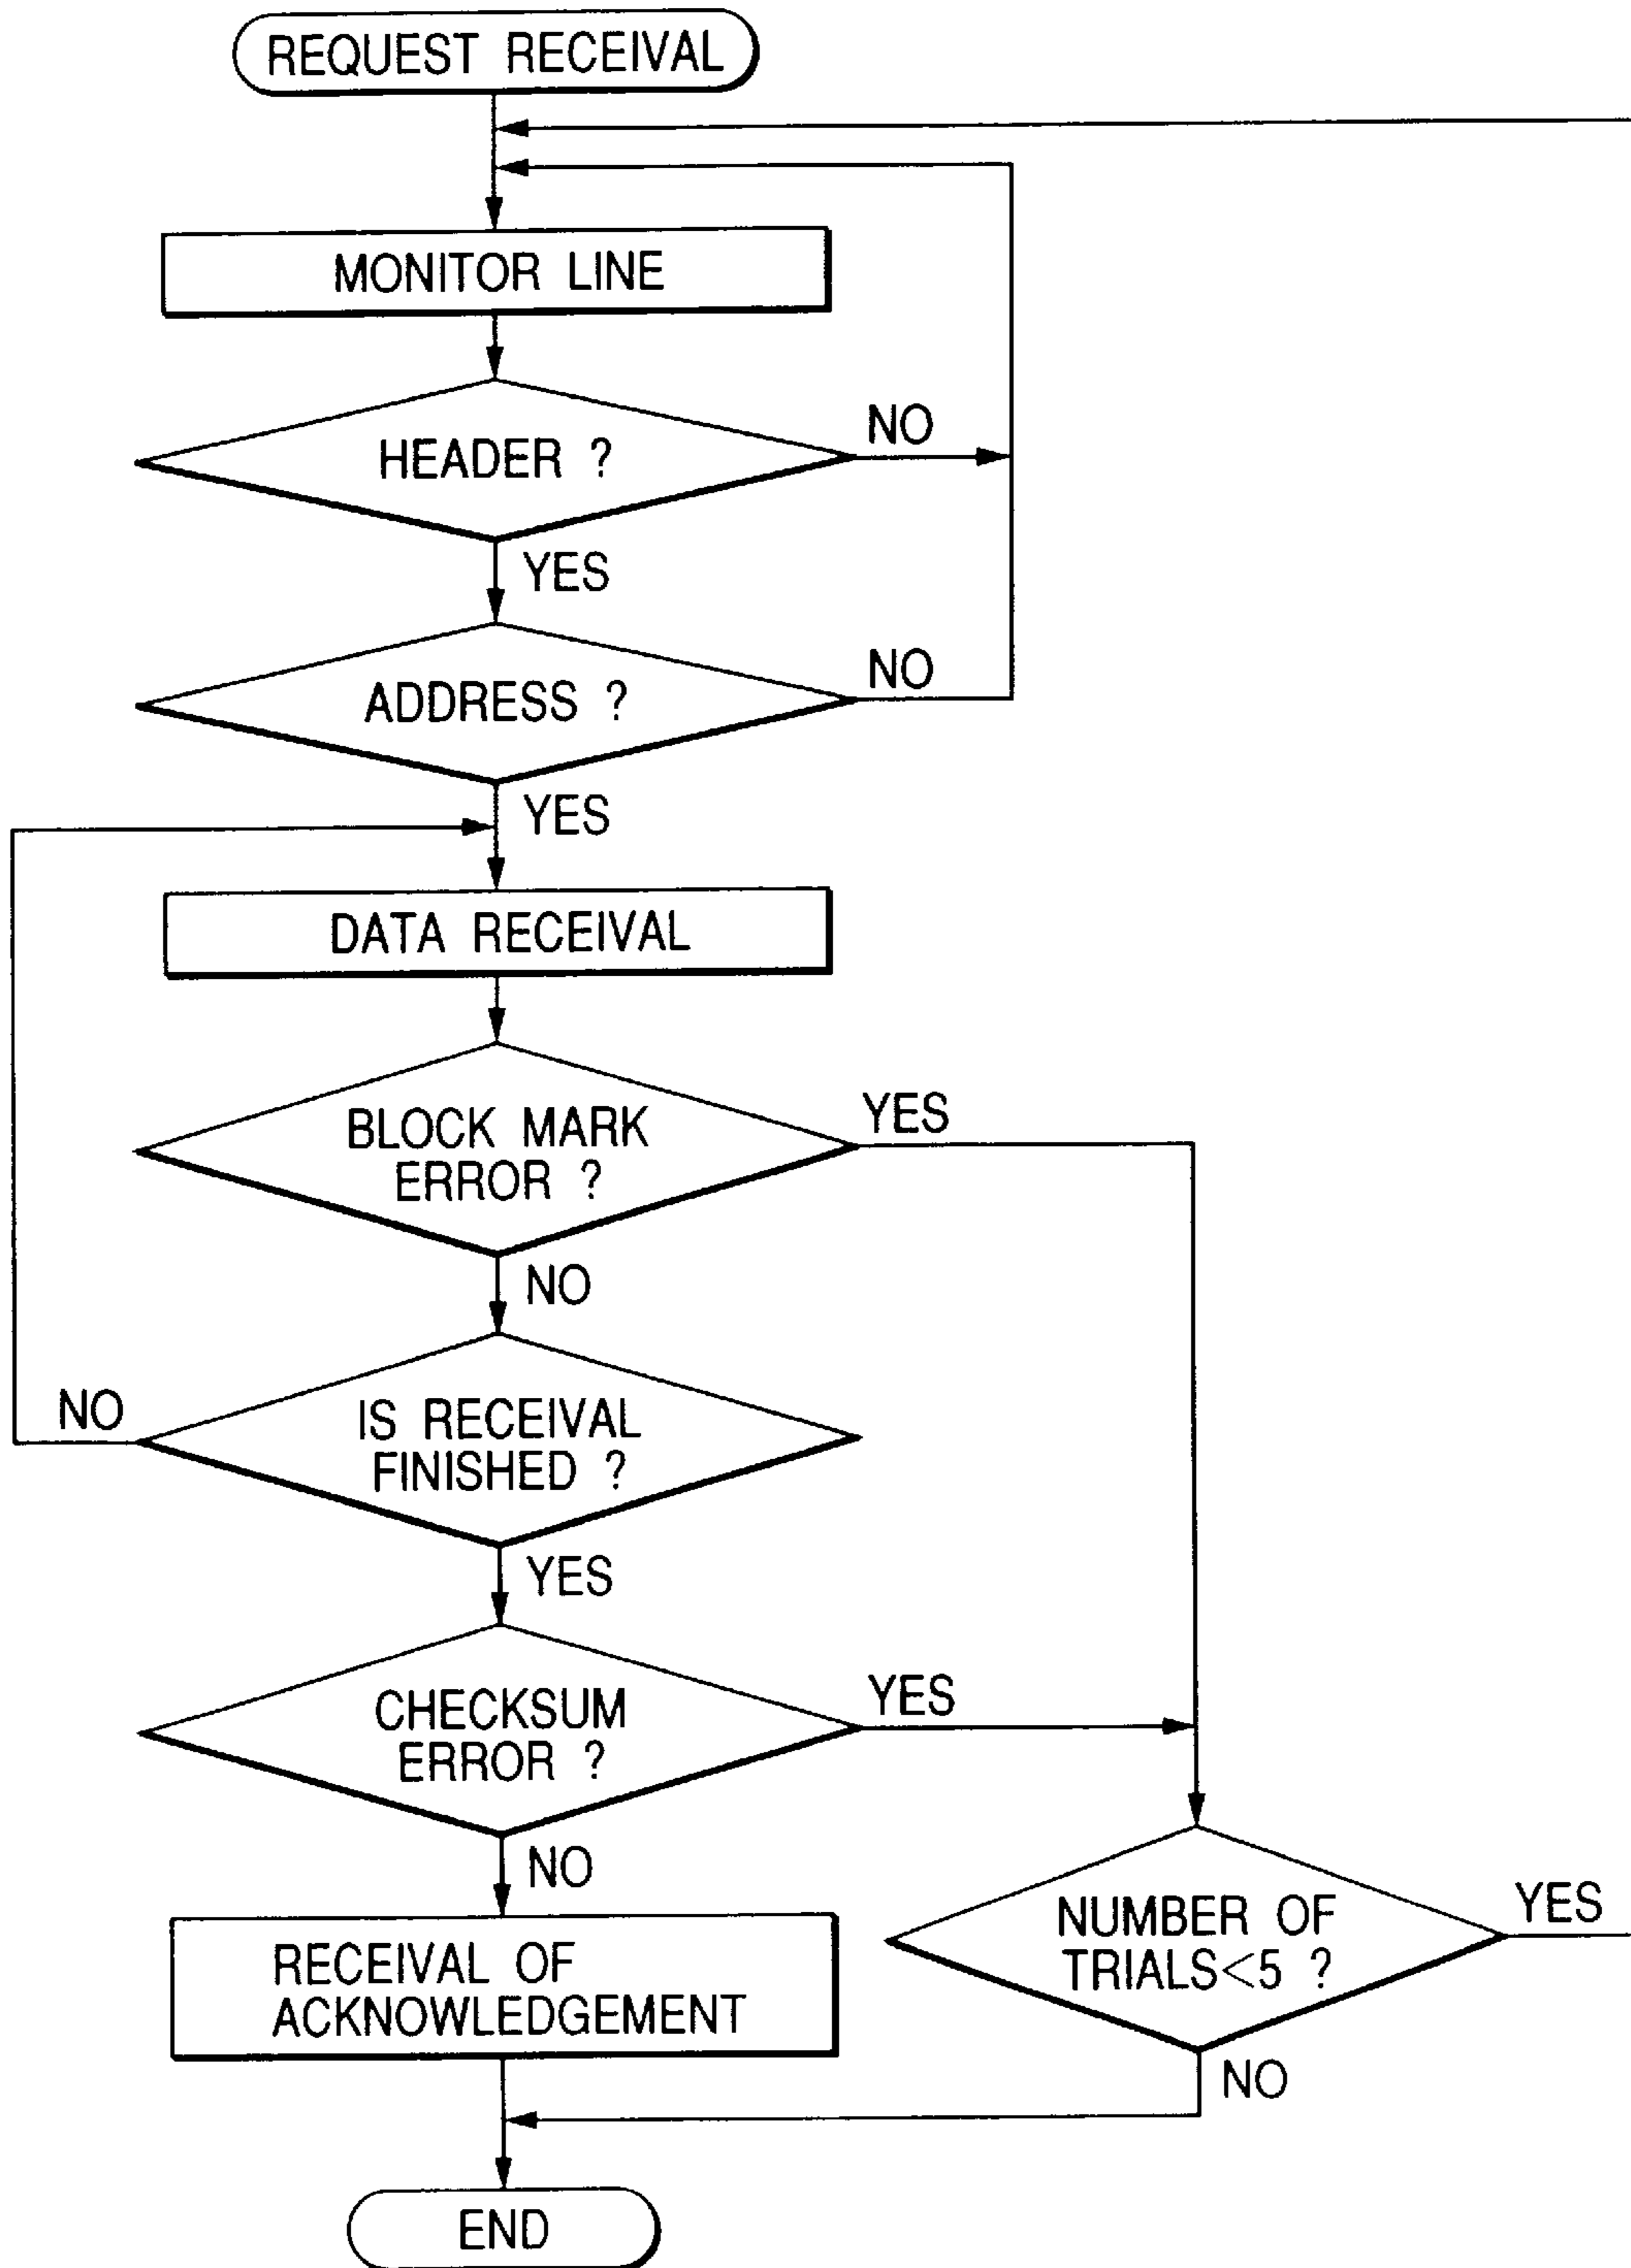 REQUEST RECEIVAL
MONITOR LINE
HEADER ?
NO
YES
ADDRESS ?
NO
YES
DATA RECEIVAL
BLOCK MARK
ERROR ?
YES
NO
IS RECEIVAL
FINISHED ?
NO
YES
CHECKSUM
ERROR ?
YES
NO
NUMBER OF
TRIALS<5 ?
YES
NO
RECEIVAL OF
ACKNOWLEDGEMENT
END